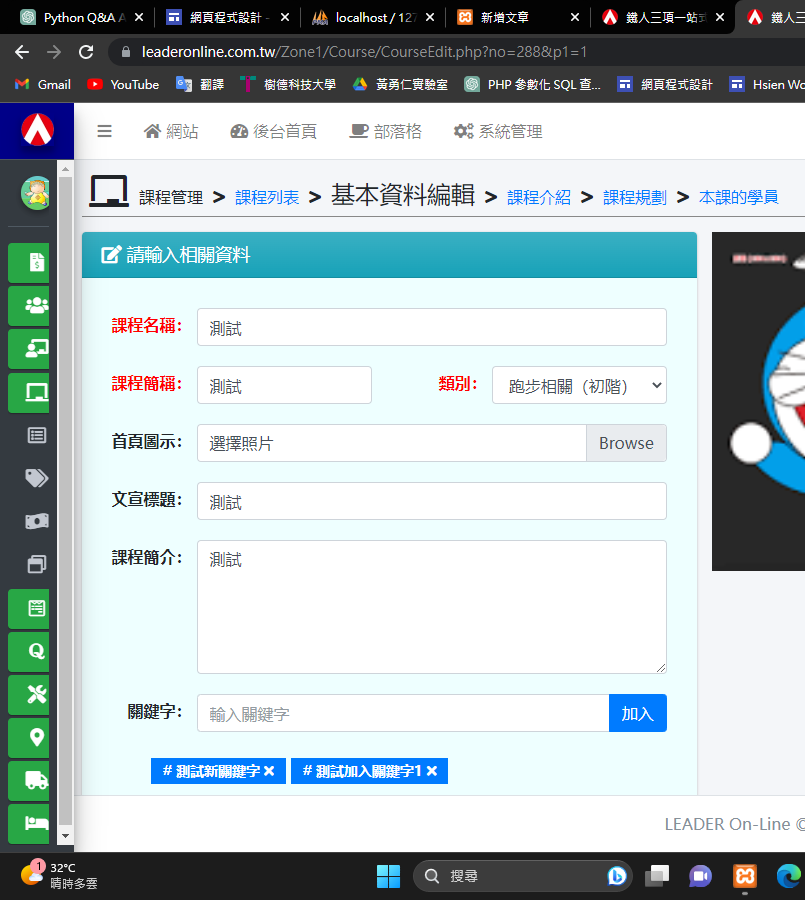 Python Q&A A
網頁程式設計 -
localhost / 127
新增文章
鐵人三項一站式
鐵人三
leaderonline.com.tw/Zone1/Course/CourseEdit.php?no=288&p1=1
Gmail YouTube 翻譯 樹德科技大學 黃勇仁實驗室 PHP 參數化 SQL 查... 網頁程式設計 Hsien Wo
網站 後台首頁 部落格 系統管理
課程管理 > 課程列表 > 基本資料編輯 > 課程介紹 > 課程規劃 > 本課的學員
請輸入相關資料
課程名稱: 測試
課程簡稱: 測試 類別: 跑步相關（初階）
首頁圖示: 選擇照片 Browse
文宣標題: 測試
課程簡介: 測試
關鍵字: 輸入關鍵字 加入
# 測試新關鍵字 × # 測試加入關鍵字1 ×
LEADER On-Line ©
1
32°C
晴時多雲
搜尋